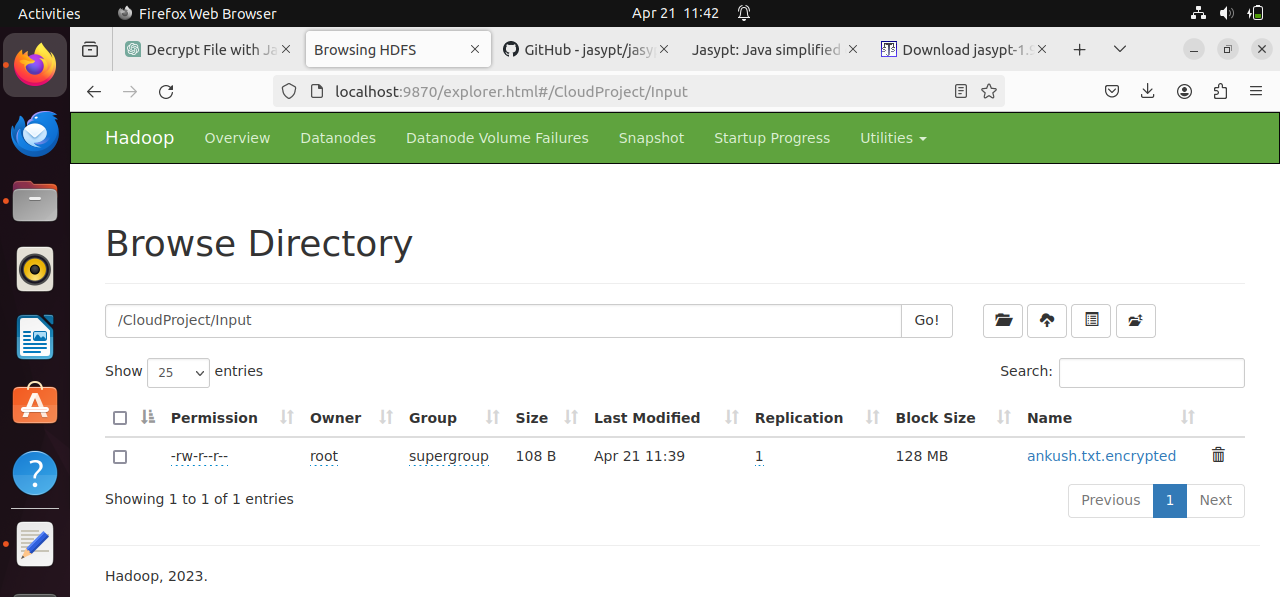 Activities Firefox Web Browser Apr 21 11:42
Decrypt File with Ja Browsing HDFS GitHub - jasypt/jasy Jasypt: Java simplified Download jasypt-1.9
localhost:9870/explorer.html#/CloudProject/Input
Hadoop Overview Datanodes Datanode Volume Failures Snapshot Startup Progress Utilities
Browse Directory
/CloudProject/Input Go!
Show 25 entries Search:
Permission Owner Group Size Last Modified Replication Block Size Name
-rw-r--r-- root supergroup 108 B Apr 21 11:39 1 128 MB ankush.txt.encrypted
Showing 1 to 1 of 1 entries Previous 1 Next
Hadoop, 2023.